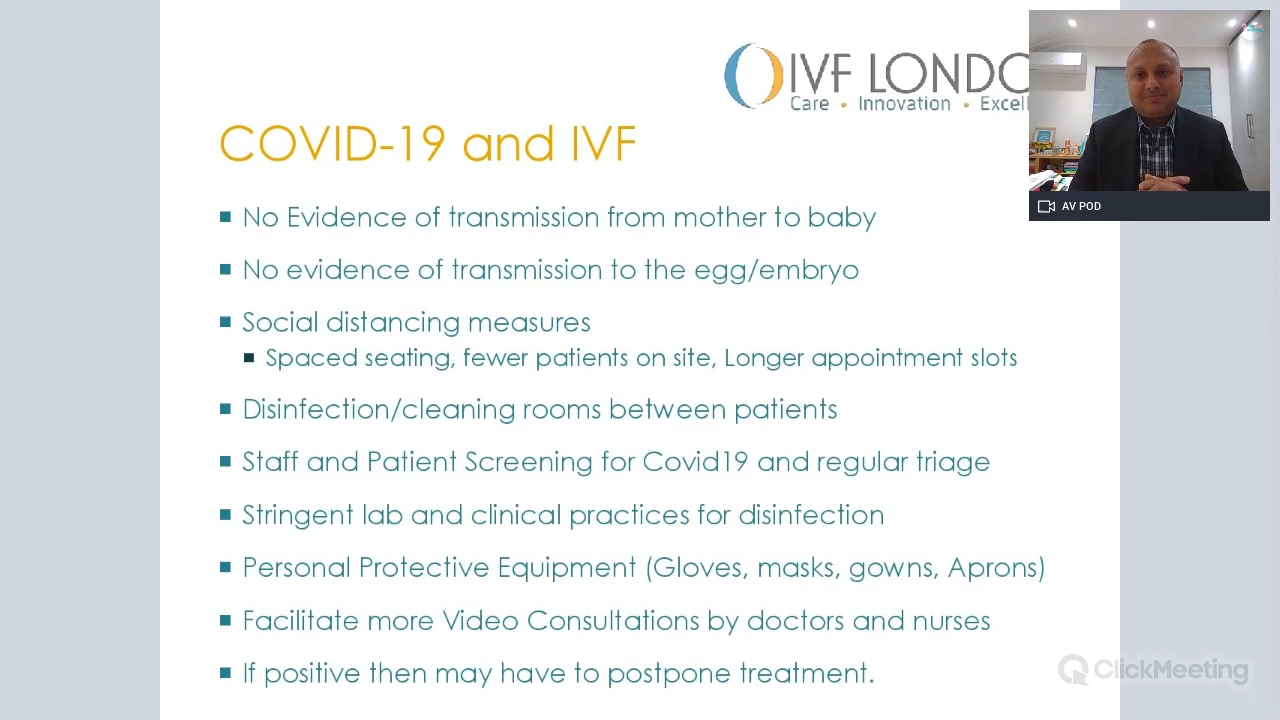 IVF LONDO
Care • Innovation • Excell
AV POD
COVID-19 and IVF
No Evidence of transmission from mother to baby
No evidence of transmission to the egg/embryo
Social distancing measures
Spaced seating, fewer patients on site, Longer appointment slots
Disinfection/cleaning rooms between patients
Staff and Patient Screening for Covid19 and regular triage
Stringent lab and clinical practices for disinfection
Personal Protective Equipment (Gloves, masks, gowns, Aprons)
Facilitate more Video Consultations by doctors and nurses
If positive then may have to postpone treatment.
ClickMeeting